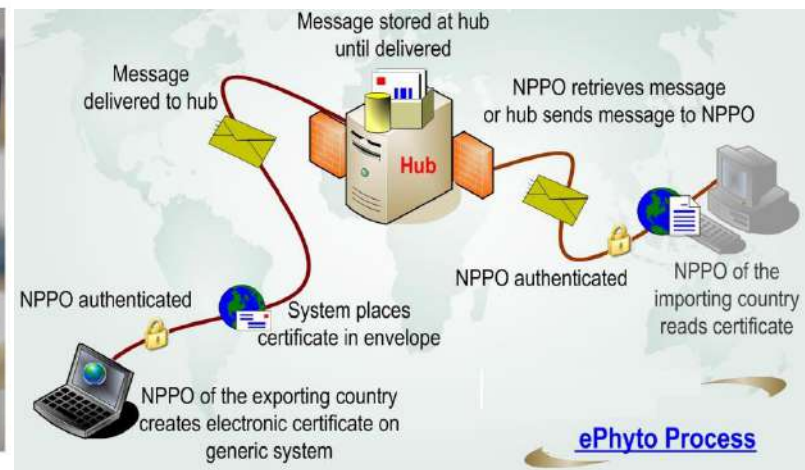 Message stored at hub
until delivered
Message
delivered to hub
NPPO retrieves message
or hub sends message to NPPO
Hub
NPPO authenticated
System places
certificate in envelope
NPPO authenticated
NPPO of the
importing country
reads certificate
NPPO of the exporting country
creates electronic certificate on
generic system
ePhyto Process